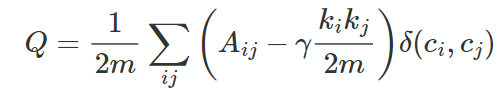 $Q = \frac{1}{2m} \sum_{ij} \left( A_{ij} - \gamma \frac{k_i k_j}{2m} \right) \delta(c_i, c_j)$